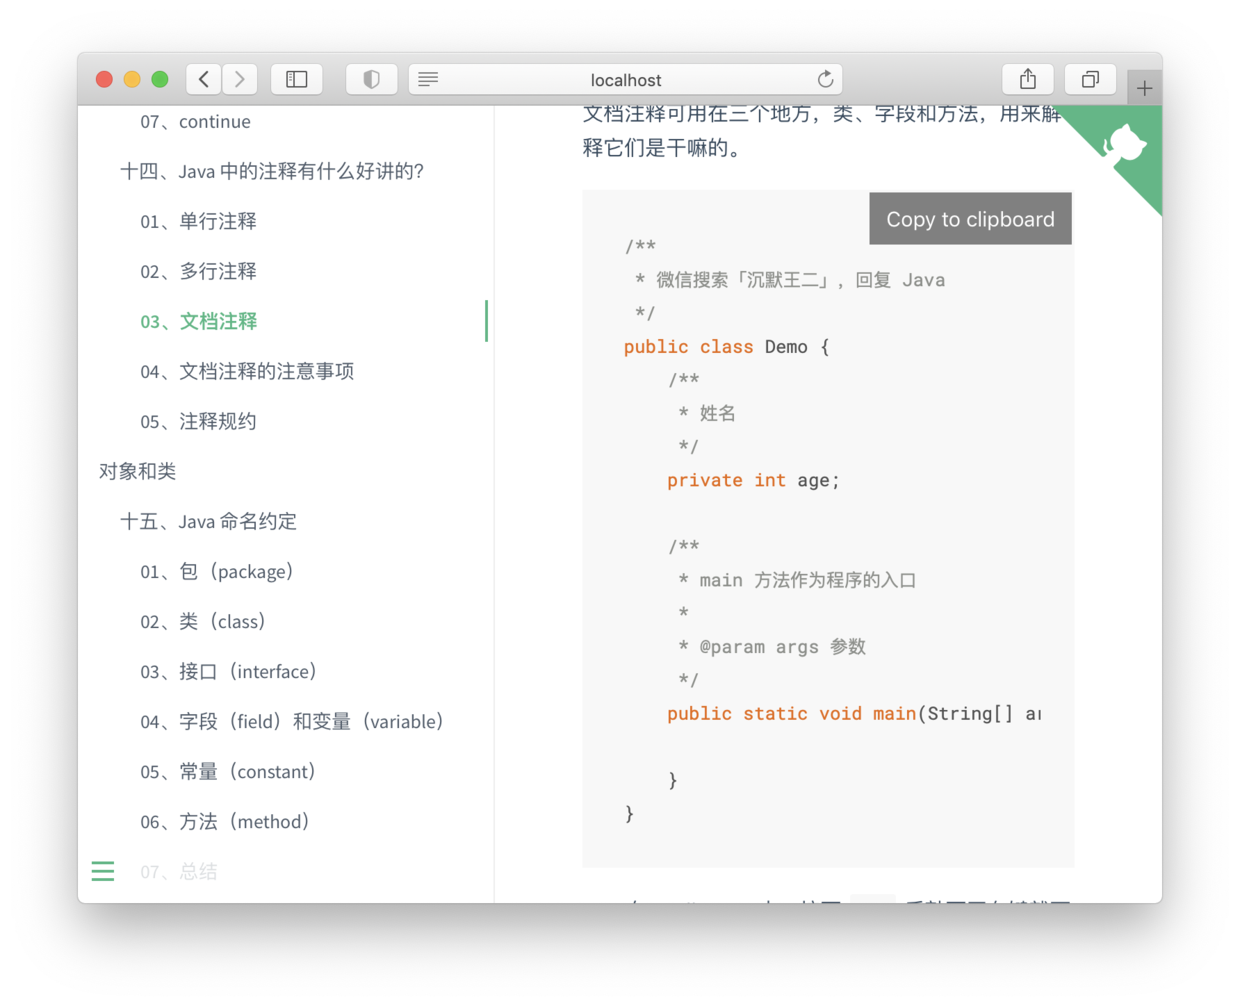 localhost
07、continue
十四、Java 中的注释有什么好讲的？
01、单行注释
02、多行注释
03、文档注释
04、文档注释的注意事项
05、注释规约
对象和类
十五、Java 命名约定
01、包（package）
02、类（class）
03、接口（interface）
04、字段（field）和变量（variable）
05、常量（constant）
06、方法（method）
07、总结
文档注释可用在三个地方，类、字段和方法，用来解
释它们是干嘛的。
Copy to clipboard
/**
 * 微信搜索「沉默王二」，回复 Java
 */
public class Demo {
    /**
     * 姓名
     */
    private int age;
    /**
     * main 方法作为程序的入口
     *
     * @param args 参数
     */
    public static void main(String[] ar
    }
}